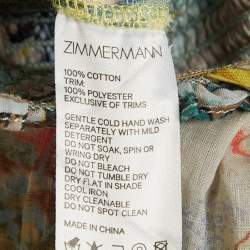 ZIMMERMANN
100% COTTON
TRIM:
100% POLYESTER
EXCLUSIVE OF TRIMS
GENTLE COLD HAND WASH
SEPARATELY WITH MILD
DETERGENT
DO NOT SOAK, SPIN OR
WRING DRY
DO NOT BLEACH
DO NOT TUMBLE DRY
DRY FLAT IN SHADE
COOL IRON
DO NOT SPOT CLEAN
MADE IN CHINA